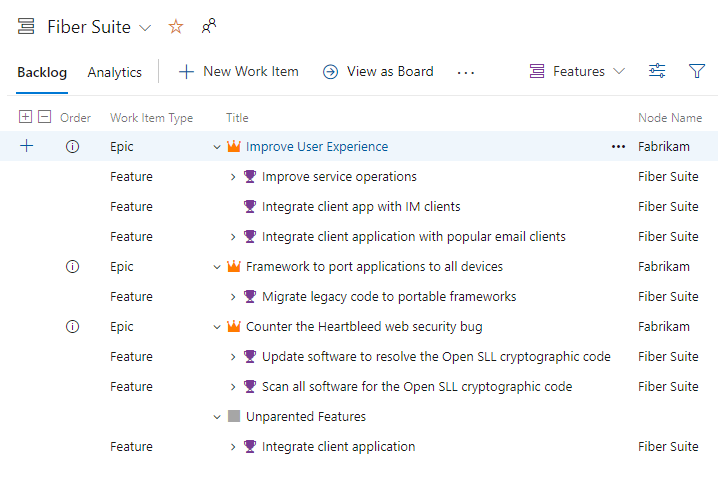 Fiber Suite
Backlog Analytics New Work Item View as Board ... Features
Order Work Item Type Title Node Name
Epic Improve User Experience ... Fabrikam
Feature Improve service operations Fiber Suite
Feature Integrate client app with IM clients Fiber Suite
Feature Integrate client application with popular email clients Fiber Suite
Epic Framework to port applications to all devices Fabrikam
Feature Migrate legacy code to portable frameworks Fiber Suite
Epic Counter the Heartbleed web security bug Fabrikam
Feature Update software to resolve the Open SLL cryptographic code Fiber Suite
Feature Scan all software for the Open SLL cryptographic code Fiber Suite
Unparented Features
Feature Integrate client application Fiber Suite